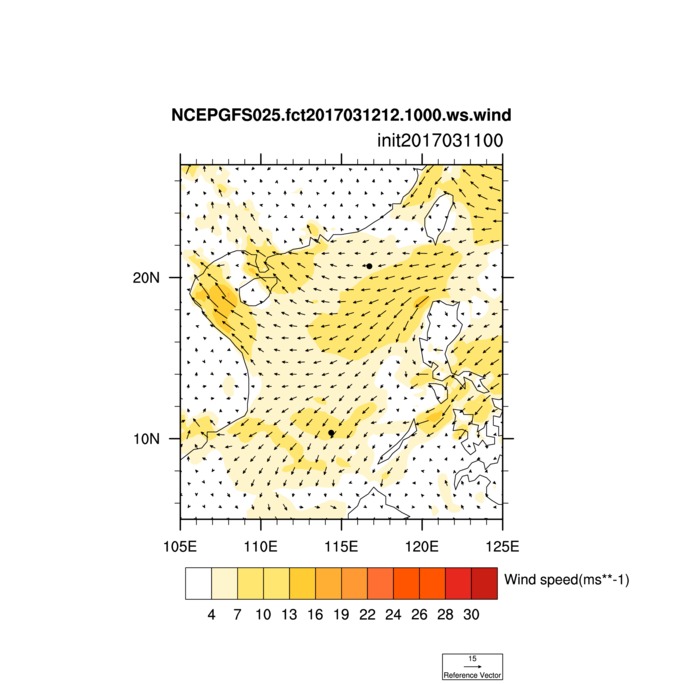 NCEPGFS025.fct2017031212.1000.ws.wind
init2017031100
20N
10N
105E 110E 115E 120E 125E
Wind speed(ms**-1)
4 7 10 13 16 19 22 24 26 28 30
15
Reference Vector